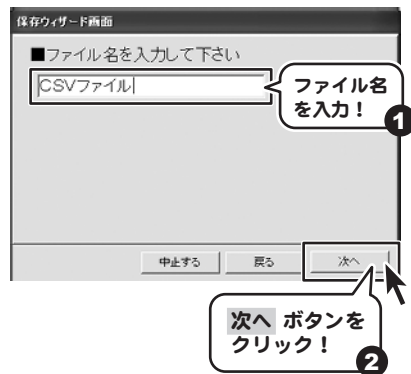 保存ウィザード画面
■ファイル名を入力して下さい
CSVファイル
ファイル名
を入力！
1
中止する
戻る
次へ
次へ ボタンを
クリック！
2